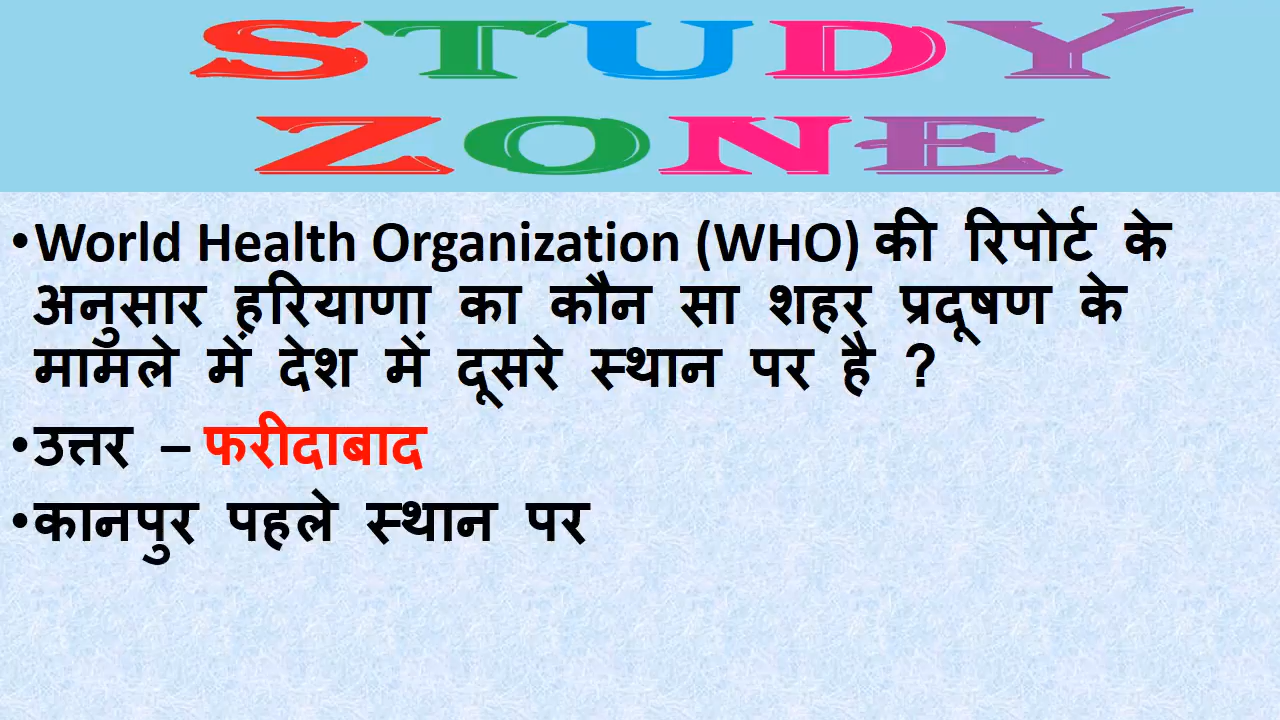 STUDY
ZONE
•World Health Organization (WHO) की रिपोर्ट के
अनुसार हरियाणा का कौन सा शहर प्रदूषण के
मामले में देश में दूसरे स्थान पर है ?
•उत्तर – फरीदाबाद
•कानपुर पहले स्थान पर